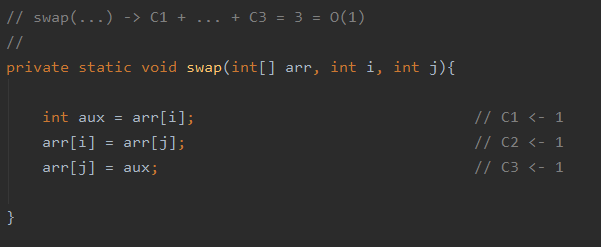 // swap(...) -> C1 + ... + C3 = 3 = O(1)
//
private static void swap(int[] arr, int i, int j){
int aux = arr[i]; // C1 <- 1
arr[i] = arr[j]; // C2 <- 1
arr[j] = aux; // C3 <- 1
}